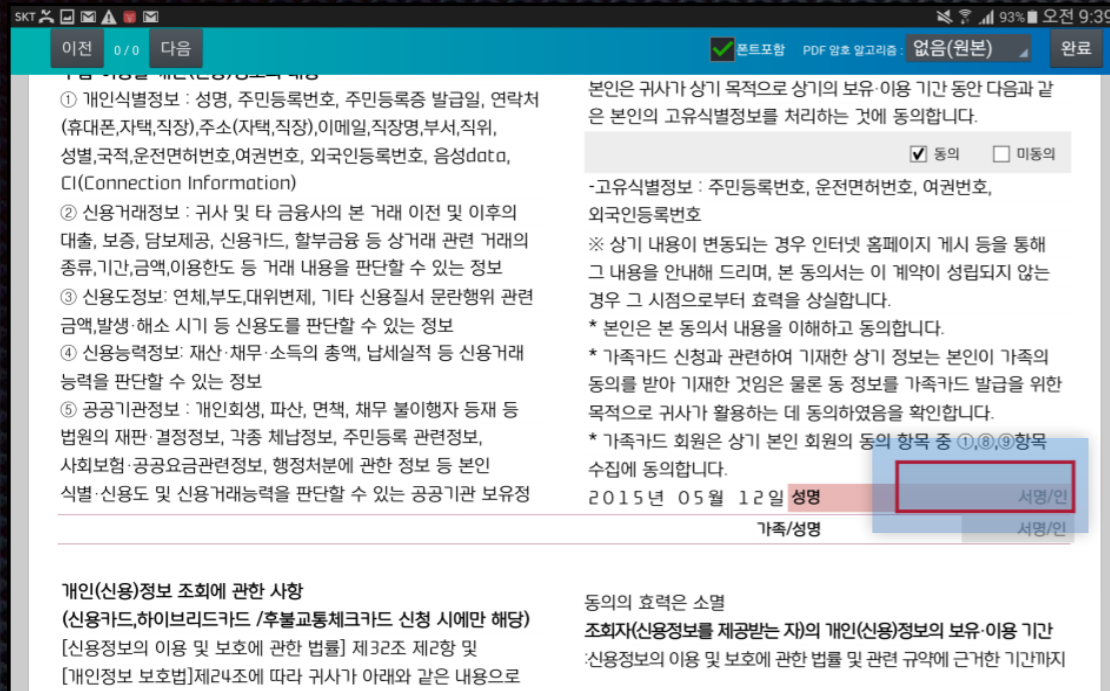 SKT 93% 오전 9:39
이전 0/0 다음 폰트포함 PDF 암호 알고리즘 : 없음(원본) 완료
① 개인식별정보 : 성명, 주민등록번호, 주민등록증 발급일, 연락처
(휴대폰,자택,직장),주소(자택,직장),이메일,직장명,부서,직위,
성별,국적,운전면허번호,여권번호, 외국인등록번호, 음성data,
CI(Connection Information)
② 신용거래정보 : 귀사 및 타 금융사의 본 거래 이전 및 이후의
대출, 보증, 담보제공, 신용카드, 할부금융 등 상거래 관련 거래의
종류,기간,금액,이용한도 등 거래 내용을 판단할 수 있는 정보
③ 신용도정보: 연체,부도,대위변제, 기타 신용질서 문란행위 관련
금액,발생·해소 시기 등 신용도를 판단할 수 있는 정보
④ 신용능력정보: 재산·채무·소득의 총액, 납세실적 등 신용거래
능력을 판단할 수 있는 정보
⑤ 공공기관정보 : 개인회생, 파산, 면책, 채무 불이행자 등재 등
법원의 재판·결정정보, 각종 체납정보, 주민등록 관련정보,
사회보험·공공요금관련정보, 행정처분에 관한 정보 등 본인
식별·신용도 및 신용거래능력을 판단할 수 있는 공공기관 보유정
본인은 귀사가 상기 목적으로 상기의 보유·이용 기간 동안 다음과 같
은 본인의 고유식별정보를 처리하는 것에 동의합니다.
동의 미동의
-고유식별정보 : 주민등록번호, 운전면허번호, 여권번호,
외국인등록번호
※ 상기 내용이 변동되는 경우 인터넷 홈페이지 게시 등을 통해
그 내용을 안내해 드리며, 본 동의서는 이 계약이 성립되지 않는
경우 그 시점으로부터 효력을 상실합니다.
* 본인은 본 동의서 내용을 이해하고 동의합니다.
* 가족카드 신청과 관련하여 기재한 상기 정보는 본인이 가족의
동의를 받아 기재한 것임은 물론 동 정보를 가족카드 발급을 위한
목적으로 귀사가 활용하는 데 동의하였음을 확인합니다.
* 가족카드 회원은 상기 본인 회원의 동의 항목 중 ①,⑧,⑨항목
수집에 동의합니다.
2015년 05월 12일 성명 서명/인
가족/성명 서명/인
개인(신용)정보 조회에 관한 사항
(신용카드,하이브리드카드 /후불교통체크카드 신청 시에만 해당)
[신용정보의 이용 및 보호에 관한 법률] 제32조 제2항 및
[개인정보 보호법]제24조에 따라 귀사가 아래와 같은 내용으로
동의의 효력은 소멸
조회자(신용정보를 제공받는 자)의 개인(신용)정보의 보유·이용 기간
:신용정보의 이용 및 보호에 관한 법률 및 관련 규약에 근거한 기간까지